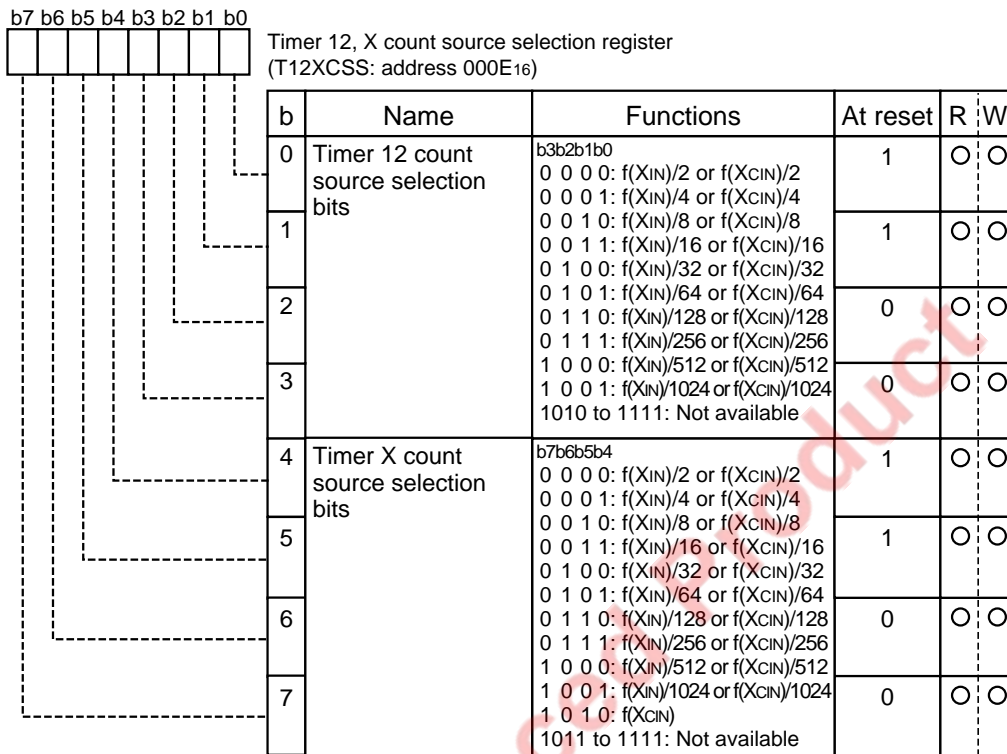 b7 b6 b5 b4 b3 b2 b1 b0
Timer 12, X count source selection register
(T12XCSS: address 000E16)
b Name Functions At reset R W
0 Timer 12 count source selection bits 1
1 1
2 0
3 0
b3b2b1b0
0 0 0 0: f(XIN)/2 or f(XCIN)/2
0 0 0 1: f(XIN)/4 or f(XCIN)/4
0 0 1 0: f(XIN)/8 or f(XCIN)/8
0 0 1 1: f(XIN)/16 or f(XCIN)/16
0 1 0 0: f(XIN)/32 or f(XCIN)/32
0 1 0 1: f(XIN)/64 or f(XCIN)/64
0 1 1 0: f(XIN)/128 or f(XCIN)/128
0 1 1 1: f(XIN)/256 or f(XCIN)/256
1 0 0 0: f(XIN)/512 or f(XCIN)/512
1 0 0 1: f(XIN)/1024 or f(XCIN)/1024
1010 to 1111: Not available
4 Timer X count source selection bits 1
5 1
6 0
7 0
b7b6b5b4
0 0 0 0: f(XIN)/2 or f(XCIN)/2
0 0 0 1: f(XIN)/4 or f(XCIN)/4
0 0 1 0: f(XIN)/8 or f(XCIN)/8
0 0 1 1: f(XIN)/16 or f(XCIN)/16
0 1 0 0: f(XIN)/32 or f(XCIN)/32
0 1 0 1: f(XIN)/64 or f(XCIN)/64
0 1 1 0: f(XIN)/128 or f(XCIN)/128
0 1 1 1: f(XIN)/256 or f(XCIN)/256
1 0 0 0: f(XIN)/512 or f(XCIN)/512
1 0 0 1: f(XIN)/1024 or f(XCIN)/1024
1 0 1 0: f(XCIN)
1011 to 1111: Not available
Product